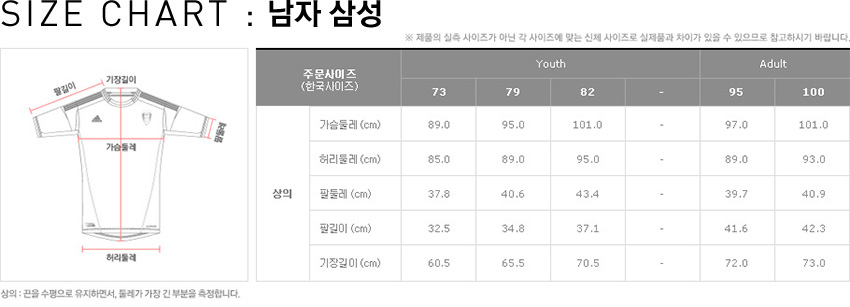 SIZE CHART : 남자 삼성
※ 제품의 실측 사이즈가 아닌 각 사이즈에 맞는 신체 사이즈로 실제품과 차이가 있을 수 있으므로 참고하시기 바랍니다.
기장길이
팔길이
adidas
팔둘레
가슴둘레
허리둘레
상의 : 끈을 수평으로 유지하면서, 둘레가 가장 긴 부분을 측정합니다.
주문사이즈 (한국사이즈) Youth Adult
73 79 82 - 95 100
상의
가슴둘레 (cm) 89.0 95.0 101.0 - 97.0 101.0
허리둘레 (cm) 85.0 89.0 95.0 - 89.0 93.0
팔둘레 (cm) 37.8 40.6 43.4 - 39.7 40.9
팔길이 (cm) 32.5 34.8 37.1 - 41.6 42.3
기장길이 (cm) 60.5 65.5 70.5 - 72.0 73.0